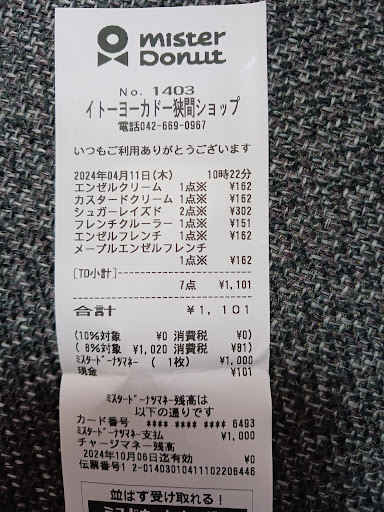 mister Donut
No. 1403
イトーヨーカドー狭間ショップ
電話042-669-0967
いつもご利用ありがとうございます
2024年04月11日(木) 10時22分
エンゼルクリーム 1点※ ¥162
カスタードクリーム 1点※ ¥162
シュガーレイズド 2点※ ¥302
フレンチクルーラー 1点※ ¥151
エンゼルフレンチ 1点※ ¥162
メープルエンゼルフレンチ
1点※ ¥162
[TO小計]
7点 ¥1,101
合計 ¥1,101
(10%対象 ¥0 消費税 ¥0)
( 8%対象 ¥1,020 消費税 ¥81)
ﾐｽﾀｰﾄﾞｰﾅﾂﾏﾈｰ ( 1枚) ¥1,000
現金 ¥101
ﾐｽﾀｰﾄﾞｰﾅﾂﾏﾈｰ残高は
以下の通りです
カード番号 **** **** **** 6493
ﾐｽﾀｰﾄﾞｰﾅﾂﾏﾈｰ支払 ¥1,000
チャージマネー残高
2024年10月06日迄有効 ¥0
伝票番号1 2-01403010411102206446
並ばず受け取れる!